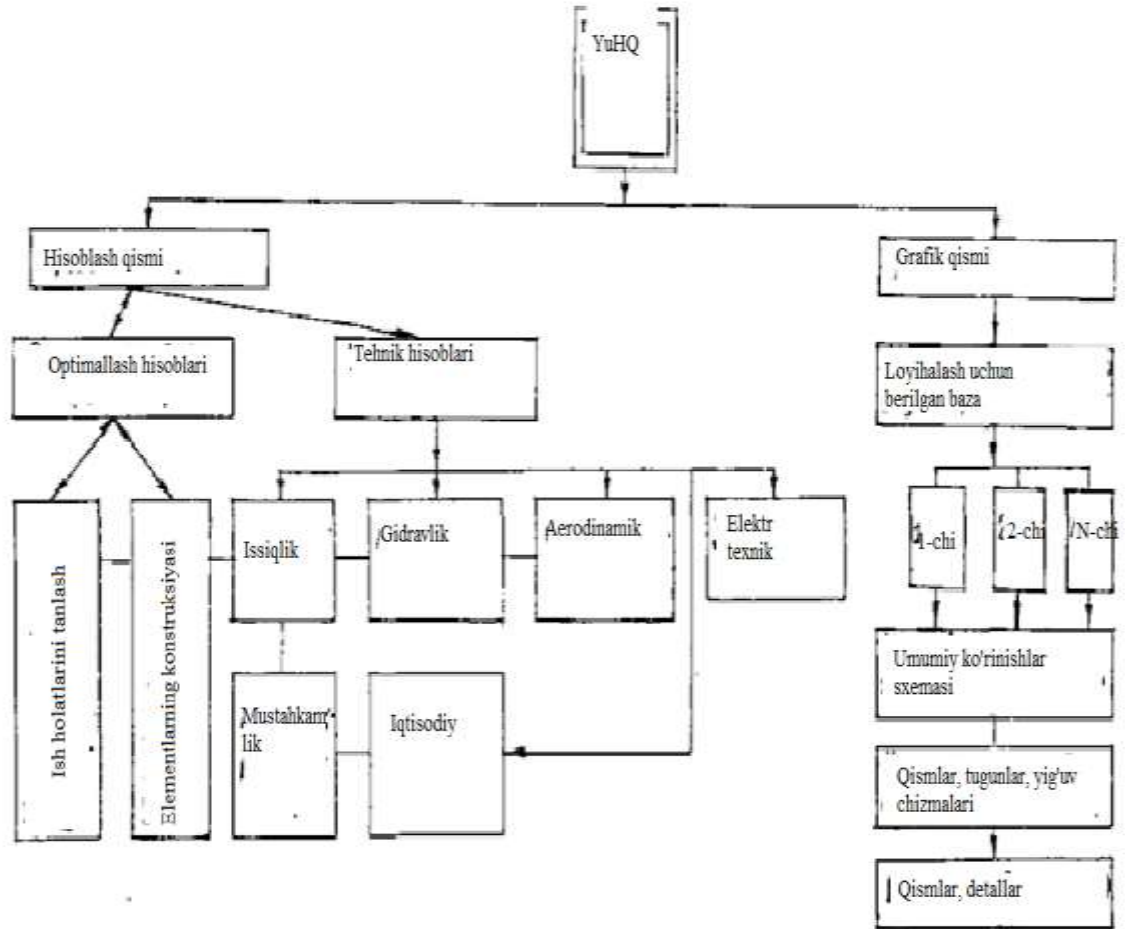 YuHQ
Hisoblash qismi
Grafik qismi
Optimallash hisoblari
Tehnik hisoblari
Loyihalash uchun
berilgan baza
Ish holatlarini tanlash
Elementlarning konstruksiyasi
Issiqlik
Gidravlik
Aerodinamik
Elektr
texnik
1-chi
2-chi
N-chi
Mustahkam'
lik
Iqtisodiy
Umumiy ko'rinishlar
sxemasi
Qismlar, tugunlar, yig'uv
chizmalari
Qismlar, detallar